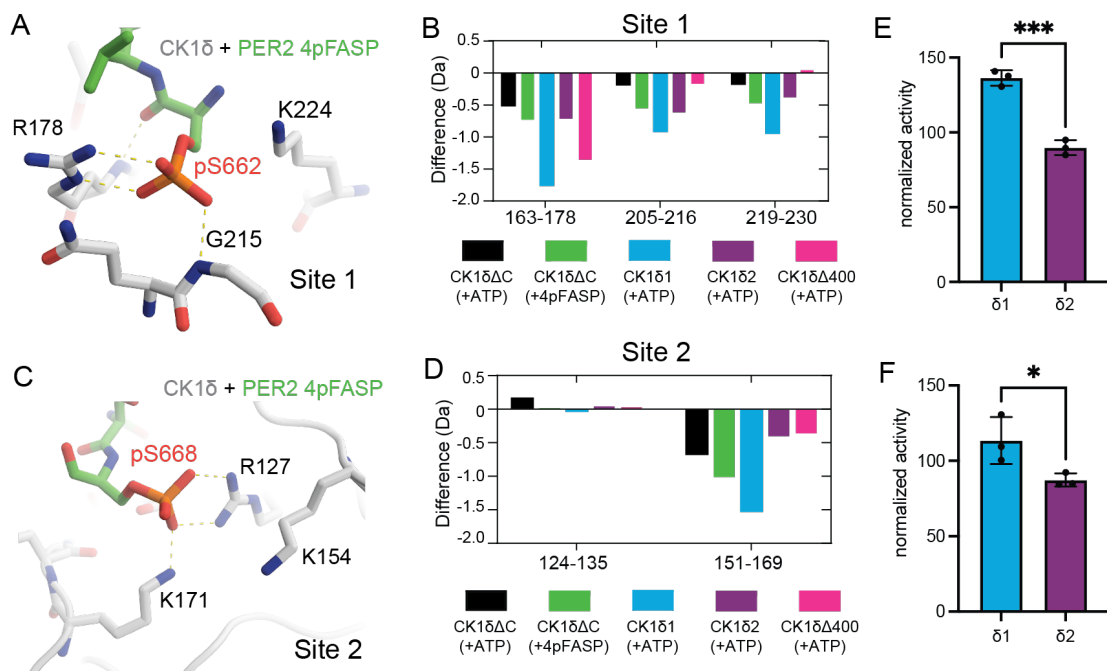 A
CK1δ + PER2 4pFASP
R178
K224
pS662
G215
Site 1
B
Site 1
Difference (Da)
0.5
0
-0.5
-1.0
-1.5
-2.0
163-178
205-216
219-230
CK1δΔC
(+ATP)
CK1δΔC
(+4pFASP)
CK1δ1
(+ATP)
CK1δ2
(+ATP)
CK1δΔ400
(+ATP)
E
***
normalized activity
150
100
50
0
δ1
δ2
C
CK1δ + PER2 4pFASP
pS668
R127
K154
K171
Site 2
D
Site 2
Difference (Da)
0.5
0
-0.5
-1.0
-1.5
-2.0
124-135
151-169
CK1δΔC
(+ATP)
CK1δΔC
(+4pFASP)
CK1δ1
(+ATP)
CK1δ2
(+ATP)
CK1δΔ400
(+ATP)
F
*
normalized activity
150
100
50
0
δ1
δ2